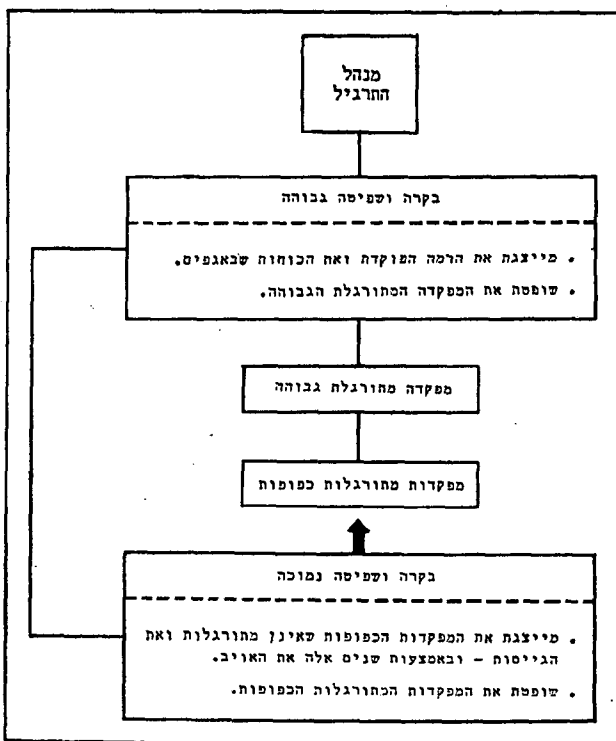 מנהל
התרגיל
בקרה ושפיטה גבוהה
• מייצגת את הרמה הפוקדת ואת הכוחות שבאגפים.
• שופטת את המפקדה המתורגלת הגבוהה.
מפקדה מתורגלת גבוהה
מפקדות מתורגלות כפופות
בקרה ושפיטה נמוכה
• מייצגת את המפקדות הכפופות שאינן מתורגלות ואת
הגייסות - ובאמצעות שנים אלה את האויב.
• שופטת את המפקדות המתורגלות הכפופות.